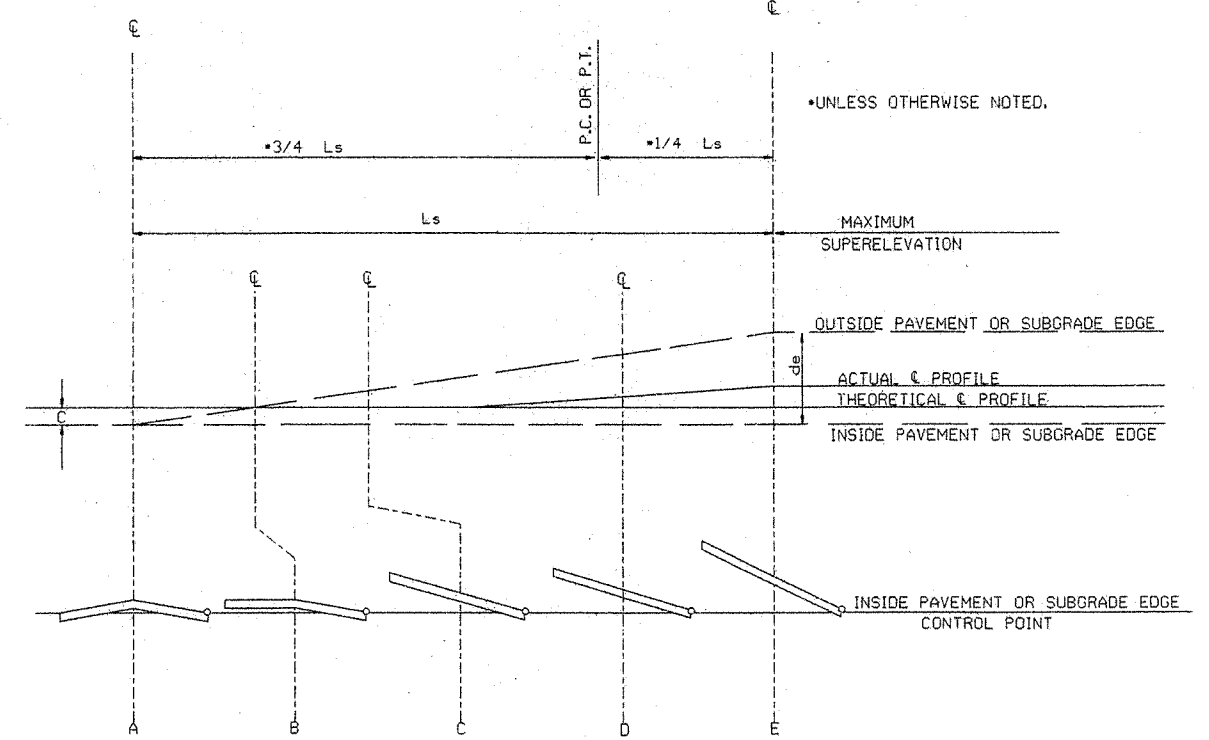 ℄
℄
P.C. OR P.T.
*UNLESS OTHERWISE NOTED.
*3/4 Ls
*1/4 Ls
Ls
MAXIMUM
SUPERELEVATION
℄
℄
℄
OUTSIDE PAVEMENT OR SUBGRADE EDGE
de
ACTUAL ℄ PROFILE
THEORETICAL ℄ PROFILE
C
INSIDE PAVEMENT OR SUBGRADE EDGE
INSIDE PAVEMENT OR SUBGRADE EDGE
CONTROL POINT
A
B
C
D
E